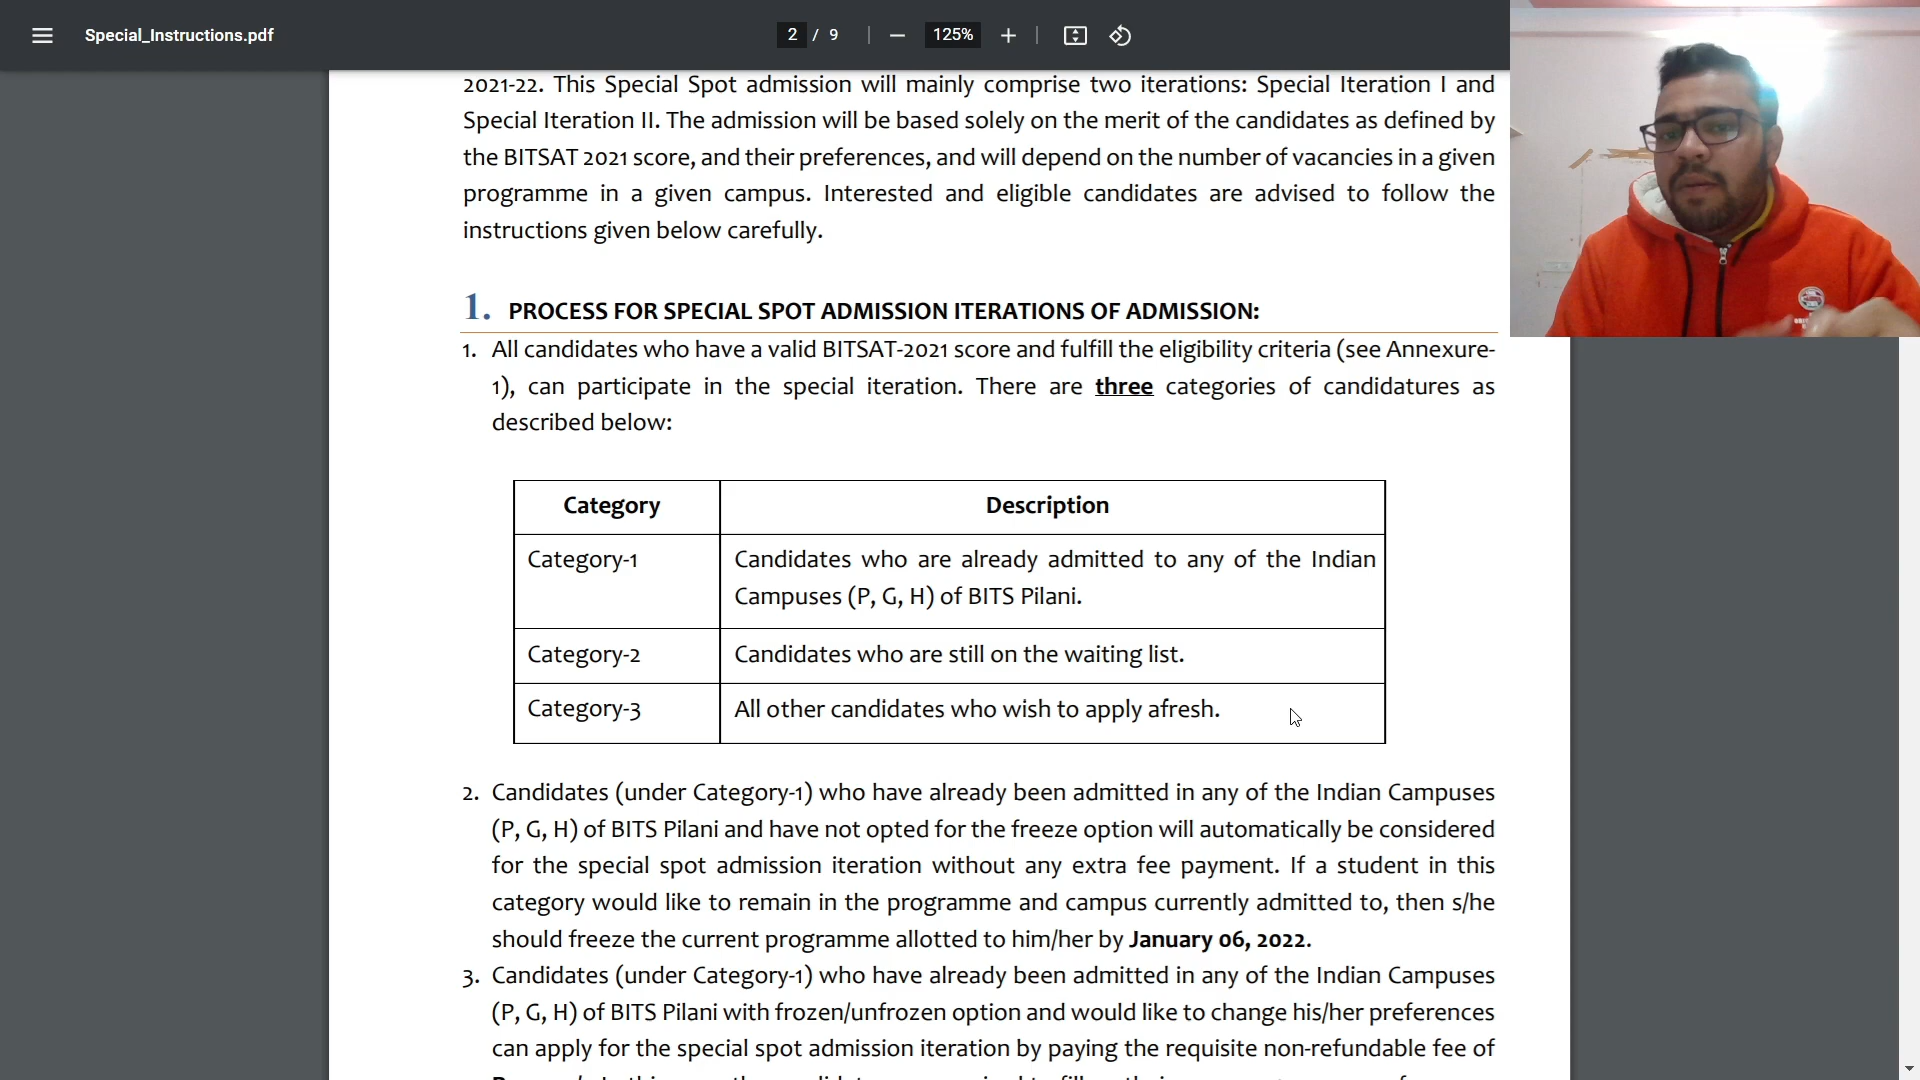 Special_Instructions.pdf
2 / 9
125%
2021-22. This Special Spot admission will mainly comprise two iterations: Special Iteration I and
Special Iteration II. The admission will be based solely on the merit of the candidates as defined by
the BITSAT 2021 score, and their preferences, and will depend on the number of vacancies in a given
programme in a given campus. Interested and eligible candidates are advised to follow the
instructions given below carefully.
1. PROCESS FOR SPECIAL SPOT ADMISSION ITERATIONS OF ADMISSION:
1. All candidates who have a valid BITSAT-2021 score and fulfill the eligibility criteria (see Annexure-
1), can participate in the special iteration. There are three categories of candidatures as
described below:
Category Description
Category-1 Candidates who are already admitted to any of the Indian
Campuses (P, G, H) of BITS Pilani.
Category-2 Candidates who are still on the waiting list.
Category-3 All other candidates who wish to apply afresh.
2. Candidates (under Category-1) who have already been admitted in any of the Indian Campuses
(P, G, H) of BITS Pilani and have not opted for the freeze option will automatically be considered
for the special spot admission iteration without any extra fee payment. If a student in this
category would like to remain in the programme and campus currently admitted to, then s/he
should freeze the current programme allotted to him/her by January 06, 2022.
3. Candidates (under Category-1) who have already been admitted in any of the Indian Campuses
(P, G, H) of BITS Pilani with frozen/unfrozen option and would like to change his/her preferences
can apply for the special spot admission iteration by paying the requisite non-refundable fee of